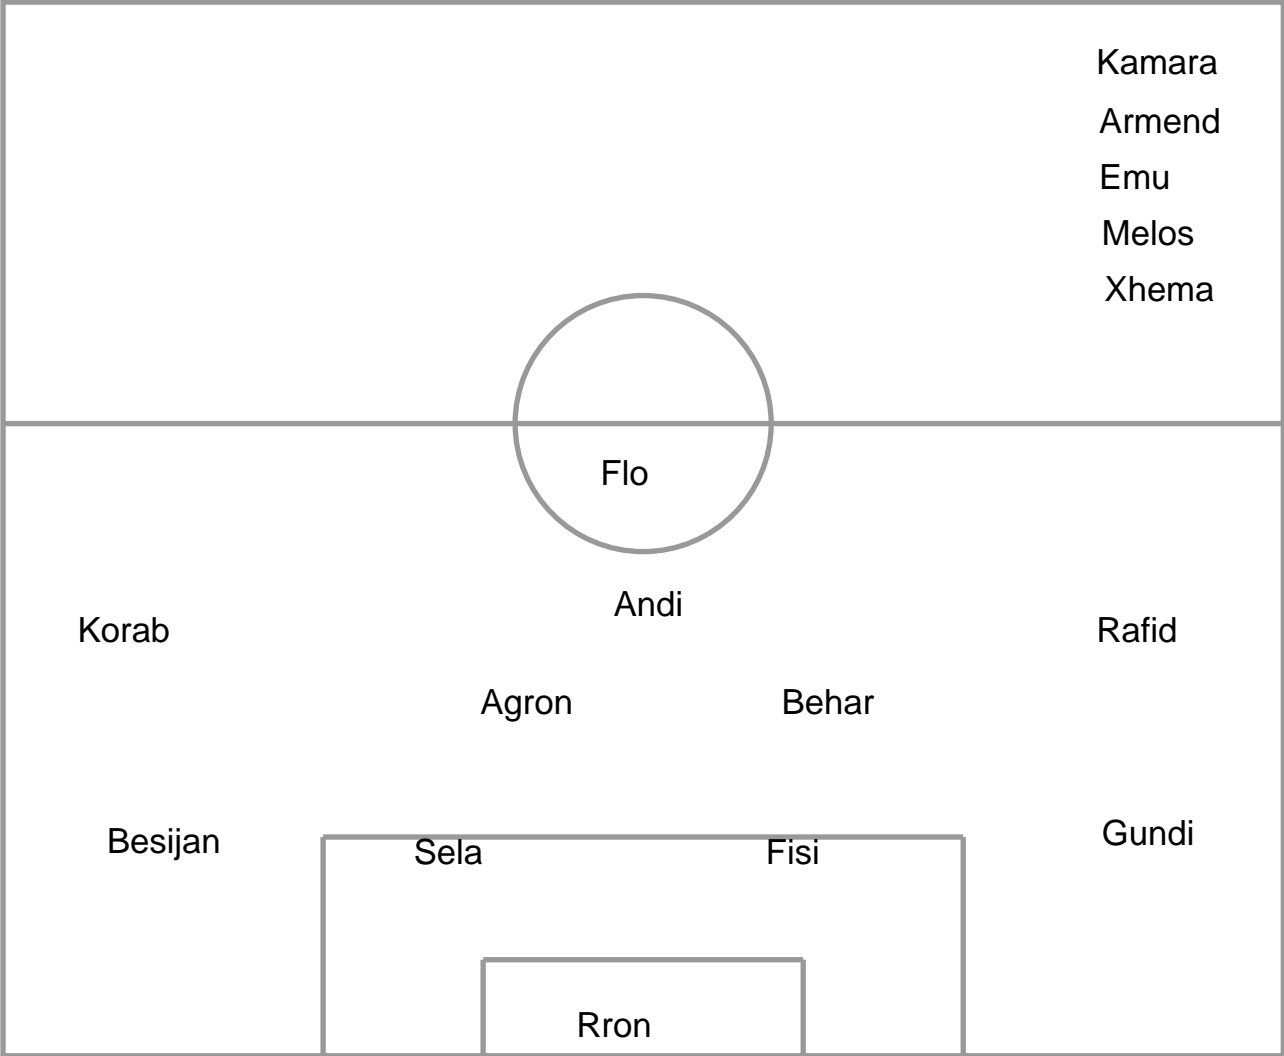 Kamara
Armend
Emu
Melos
Xhema
Flo
Andi
Korab
Rafid
Agron
Behar
Besijan
Sela
Fisi
Gundi
Rron